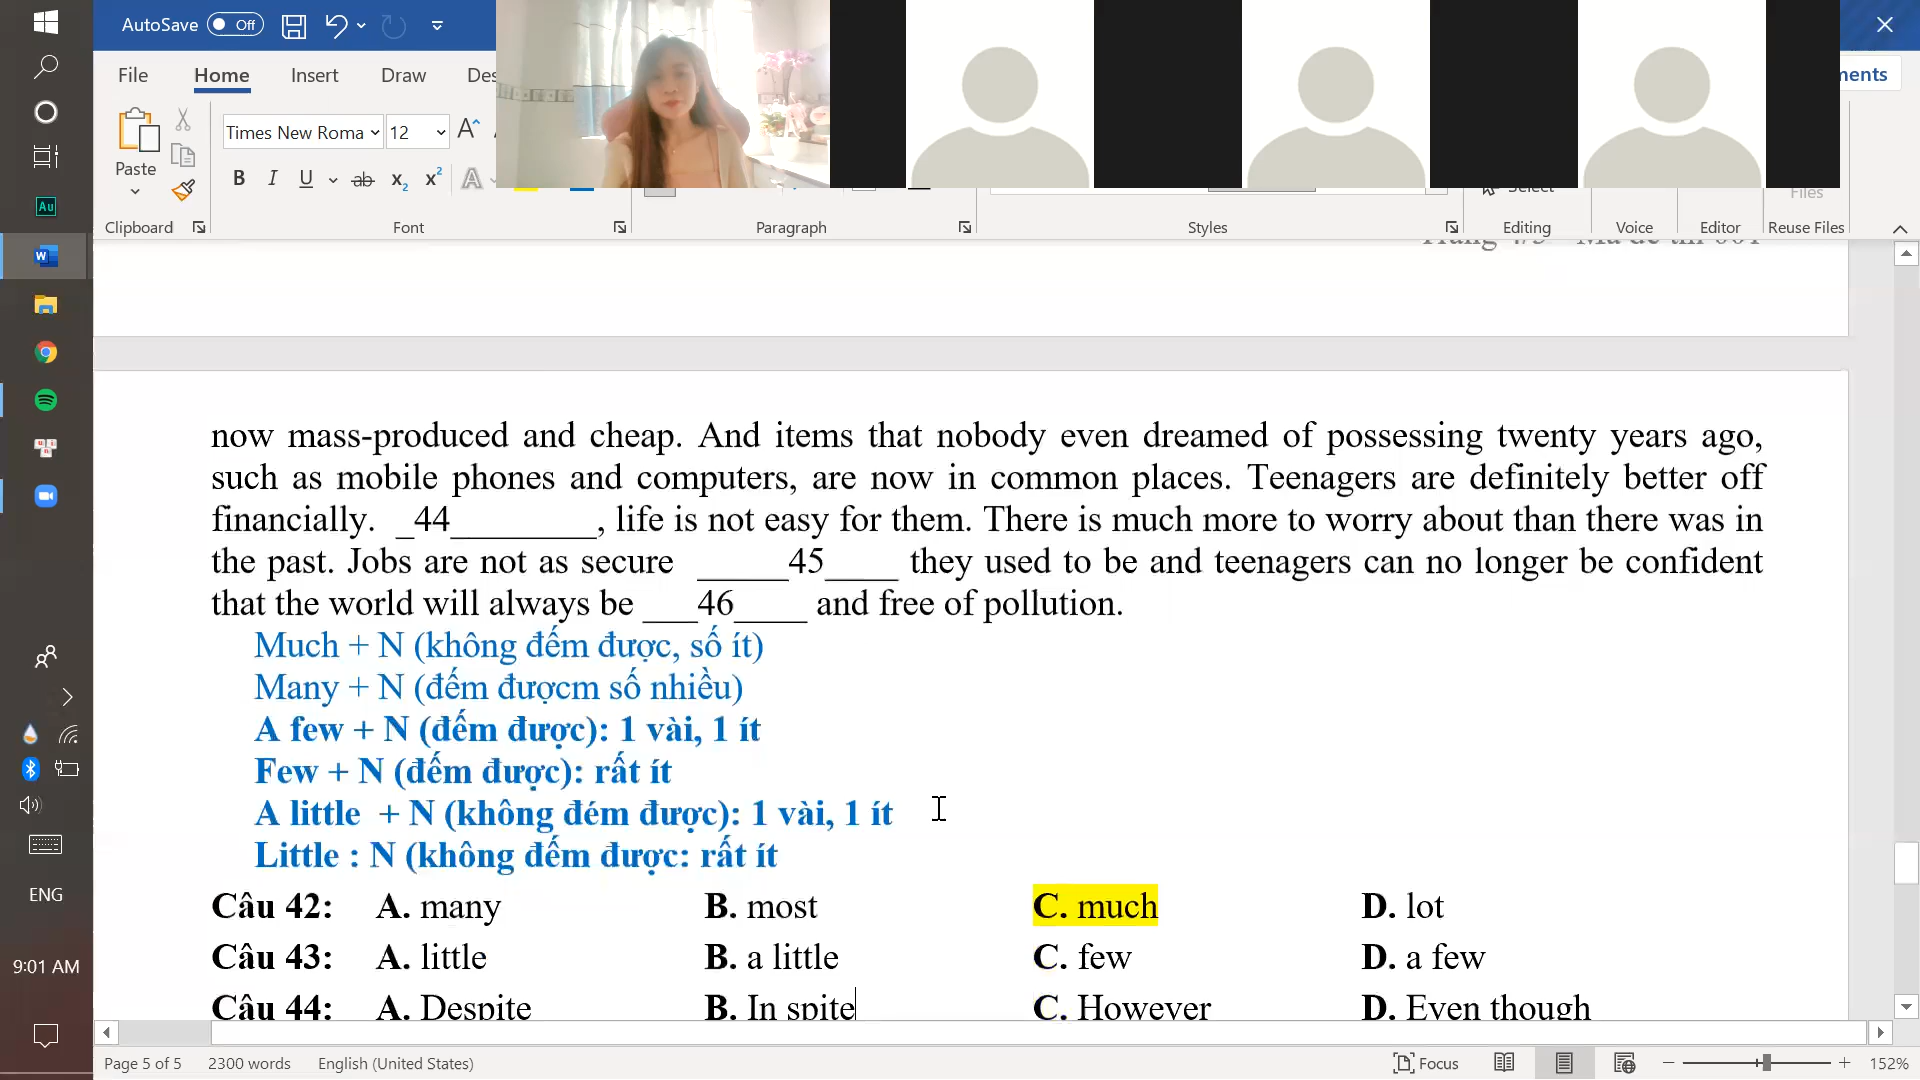 AutoSave Off
ments
File Home Insert Draw Des
Times New Roma 12
Paste
B I U ab x₂ x² A
Select
Files
Clipboard Font Paragraph Styles Editing Voice Editor Reuse Files
now mass-produced and cheap. And items that nobody even dreamed of possessing twenty years ago,
such as mobile phones and computers, are now in common places. Teenagers are definitely better off
financially. _44________, life is not easy for them. There is much more to worry about than there was in
the past. Jobs are not as secure _____45____ they used to be and teenagers can no longer be confident
that the world will always be ___46____ and free of pollution.
Much + N (không đếm được, số ít)
Many + N (đếm đượcm số nhiều)
A few + N (đếm được): 1 vài, 1 ít
Few + N (đếm được): rất ít
A little + N (không đém được): 1 vài, 1 ít
Little : N (không đếm được: rất ít
Câu 42: A. many B. most C. much D. lot
Câu 43: A. little B. a little C. few D. a few
Câu 44: A. Despite B. In spite C. However D. Even though
Au
W
ENG
9:01 AM
Page 5 of 5 2300 words English (United States) Focus 152%